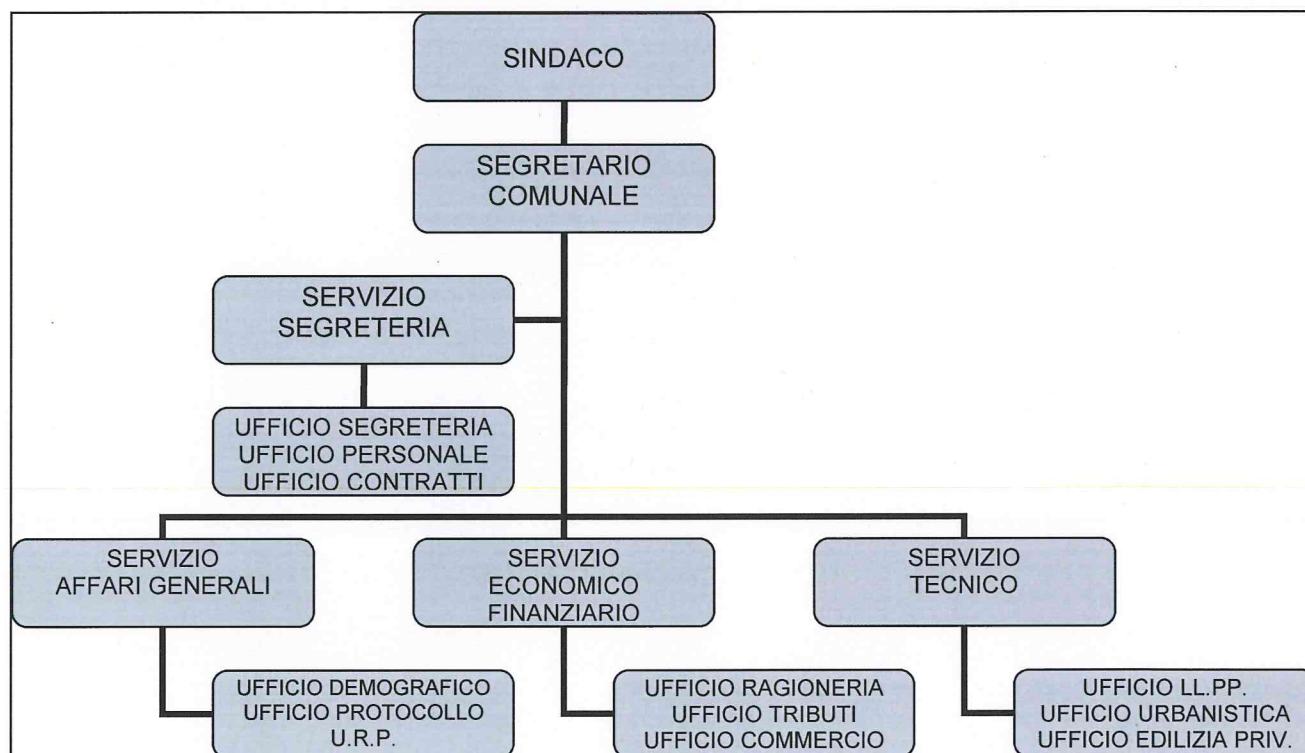 SINDACO
SEGRETARIO
COMUNALE
SERVIZIO
SEGRETERIA
UFFICIO SEGRETERIA
UFFICIO PERSONALE
UFFICIO CONTRATTI
SERVIZIO
AFFARI GENERALI
SERVIZIO
ECONOMICO
FINANZIARIO
SERVIZIO
TECNICO
UFFICIO DEMOGRAFICO
UFFICIO PROTOCOLLO
U.R.P.
UFFICIO RAGIONERIA
UFFICIO TRIBUTI
UFFICIO COMMERCIO
UFFICIO LL.PP.
UFFICIO URBANISTICA
UFFICIO EDILIZIA PRIV.